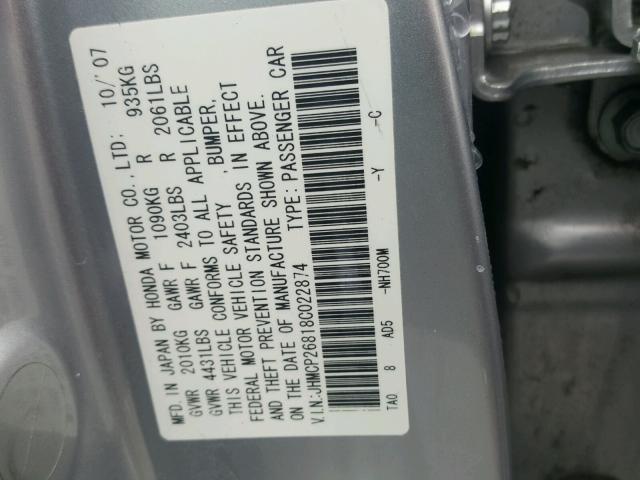 MFD. IN JAPAN BY HONDA MOTOR CO., LTD: 10/'07
GVWR 2010KG GAWR F 1090KG R 935KG
GVWR 4431LBS GAWR F 2403LBS R 2061LBS
THIS VEHICLE CONFORMS TO ALL APPLICABLE
FEDERAL MOTOR VEHICLE SAFETY , BUMPER,
AND THEFT PREVENTION STANDARDS IN EFFECT
ON THE DATE OF MANUFACTURE SHOWN ABOVE.
V.I.N:JHMCP26818C022874 TYPE: PASSENGER CAR
TA0 8 AD5 -NH700M -Y -C